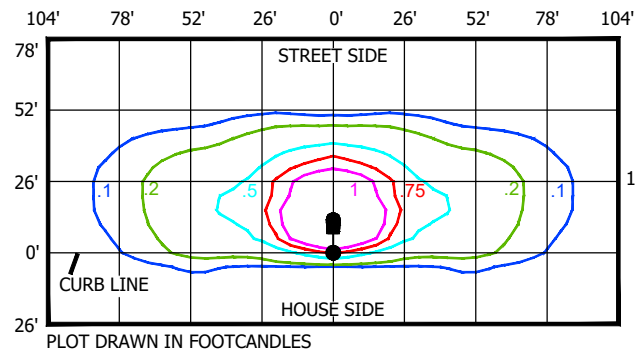 104' 78' 52' 26' 0' 26' 52' 78' 104'
78'
STREET SIDE
52'
26'
.1 .2 .5 1 .75 .2 .1
1
0'
CURB LINE
HOUSE SIDE
26'
PLOT DRAWN IN FOOTCANDLES